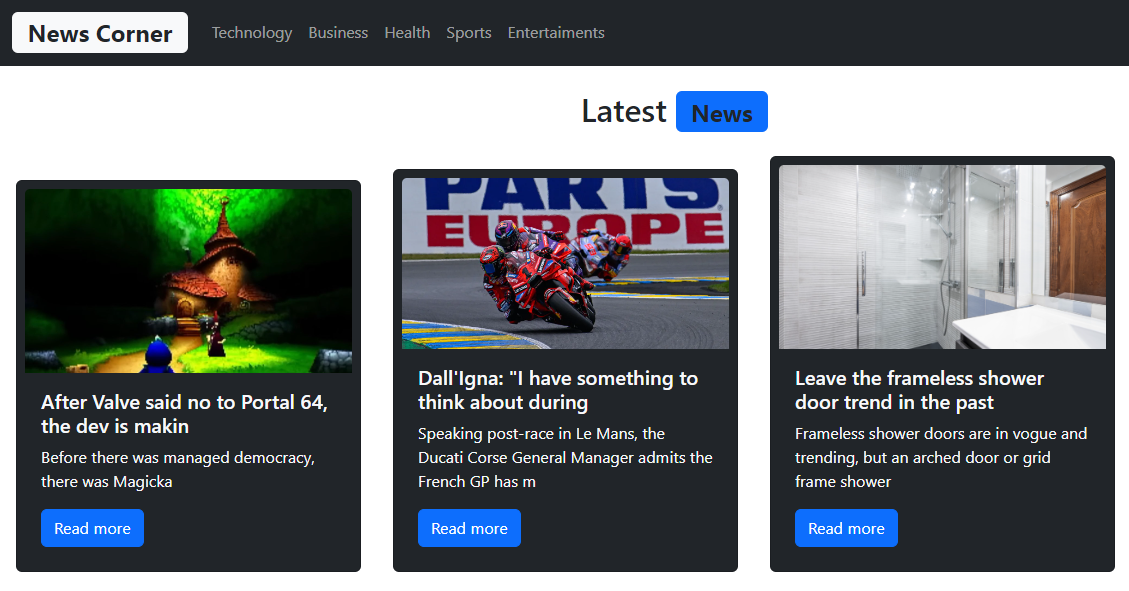 News Corner Technology Business Health Sports Entertaiments
Latest News
PARTS
EUROPE
After Valve said no to Portal 64,
the dev is makin
Before there was managed democracy,
there was Magicka
Read more
Dall'Igna: "I have something to
think about during
Speaking post-race in Le Mans, the
Ducati Corse General Manager admits the
French GP has m
Read more
Leave the frameless shower
door trend in the past
Frameless shower doors are in vogue and
trending, but an arched door or grid
frame shower
Read more